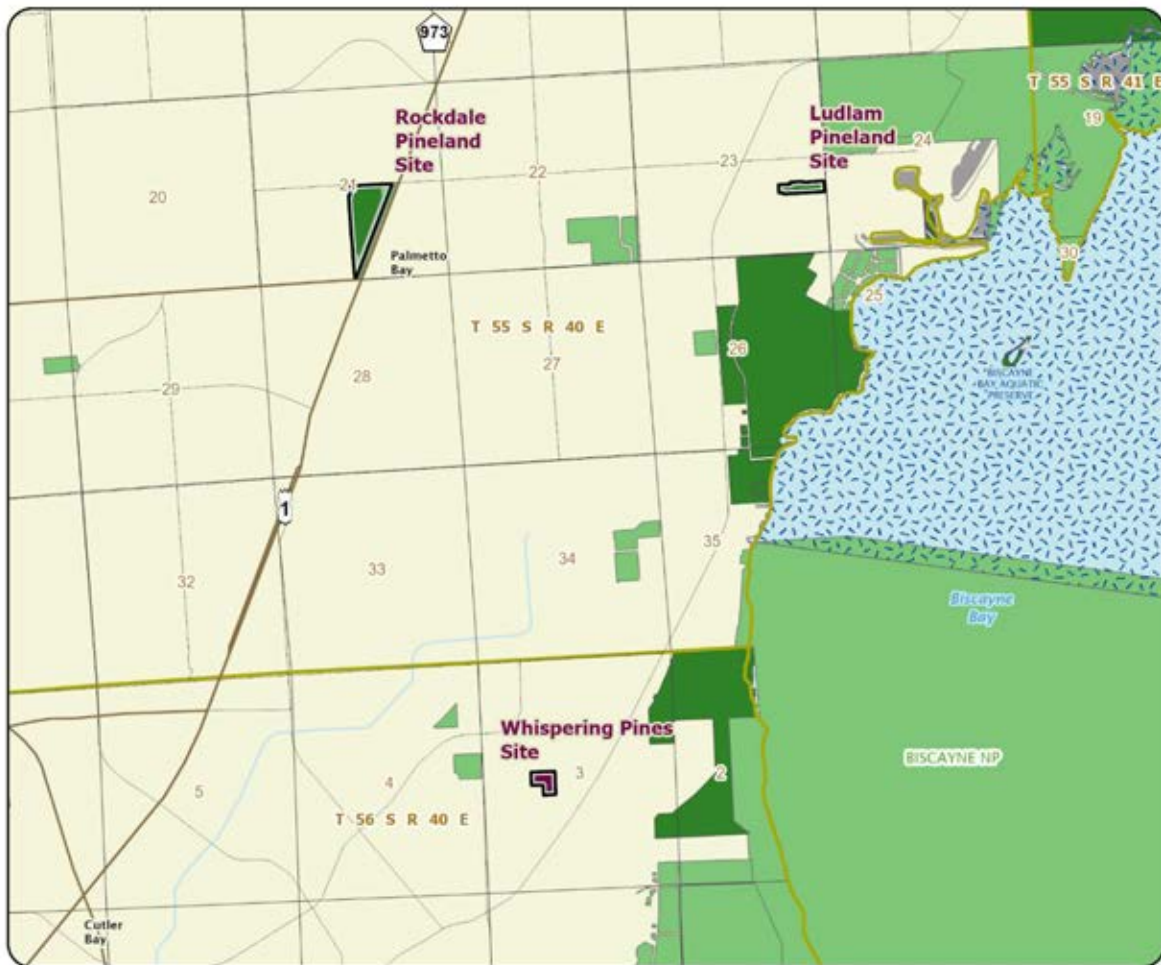 973
T 55 S R 41 E
Rockdale
Pineland
Site
Ludlam
Pineland
Site
19
24
23
22
21
20
Palmetto
Bay
30
25
T 55 S R 40 E
26
27
28
29
BISCAYNE
BAY AQUATIC
PRESERVE
1
35
34
33
32
Biscayne
Bay
Whispering Pines
Site
BISCAYNE NP
2
3
4
5
T 56 S R 40 E
Cutler
Bay